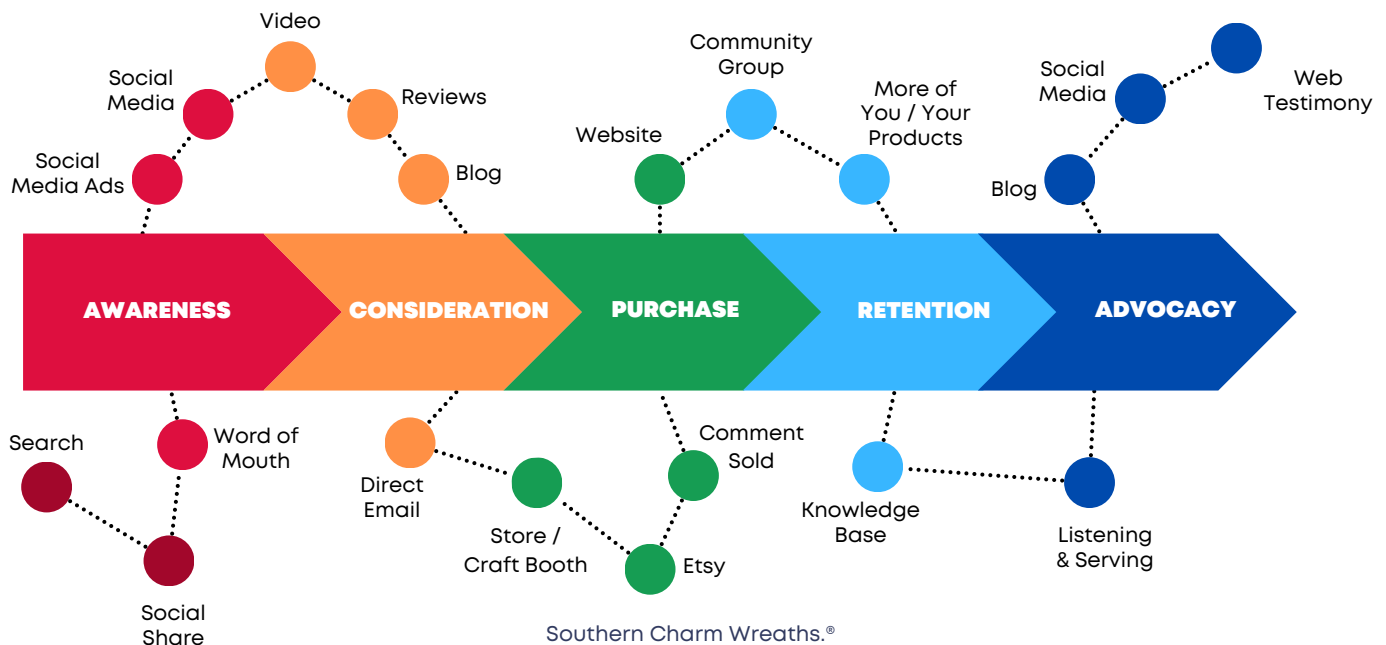 Video
Social
Media
Reviews
Social
Media Ads
Blog
Website
Community
Group
More of
You / Your
Products
Social
Media
Web
Testimony
Blog
AWARENESS
CONSIDERATION
PURCHASE
RETENTION
ADVOCACY
Search
Word of
Mouth
Social
Share
Direct
Email
Store /
Craft Booth
Comment
Sold
Etsy
Knowledge
Base
Listening
& Serving
Southern Charm Wreaths.®